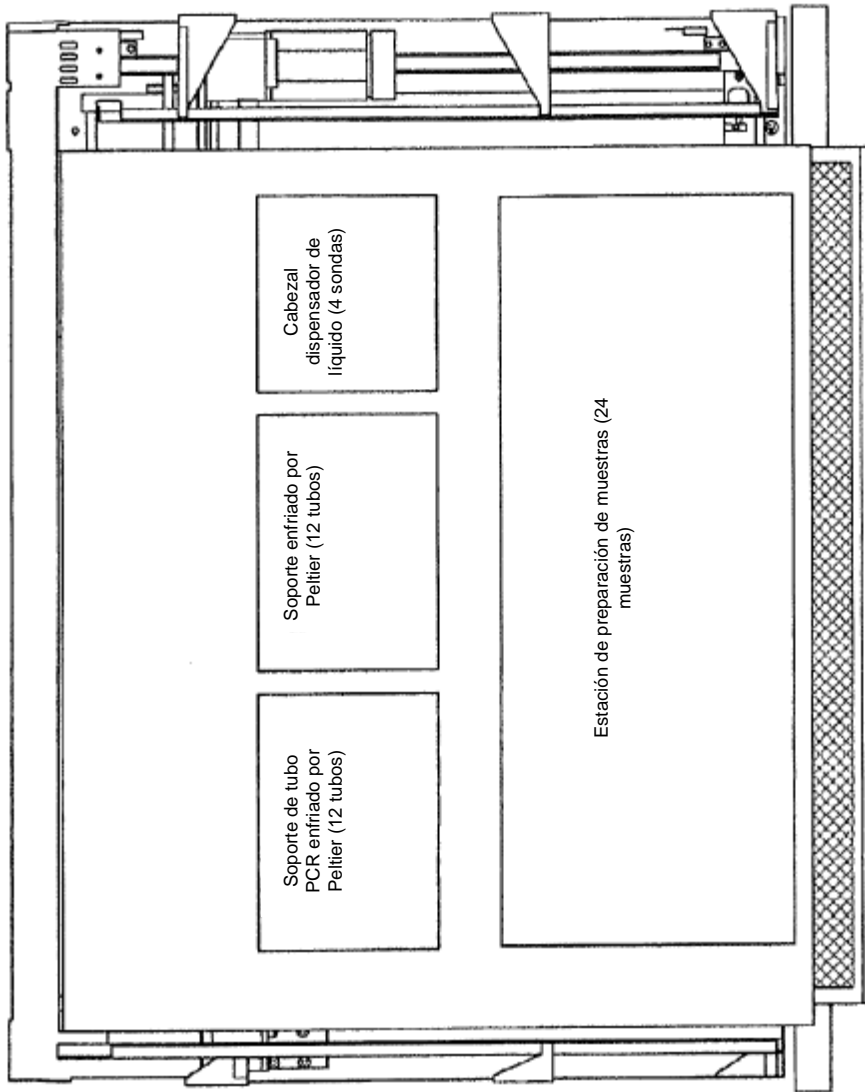 Soporte de tubo
PCR enfriado por
Peltier (12 tubos)
Soporte enfriado por
Peltier (12 tubos)
Cabezal
dispensador de
líquido (4 sondas)
Estación de preparación de muestras (24
muestras)